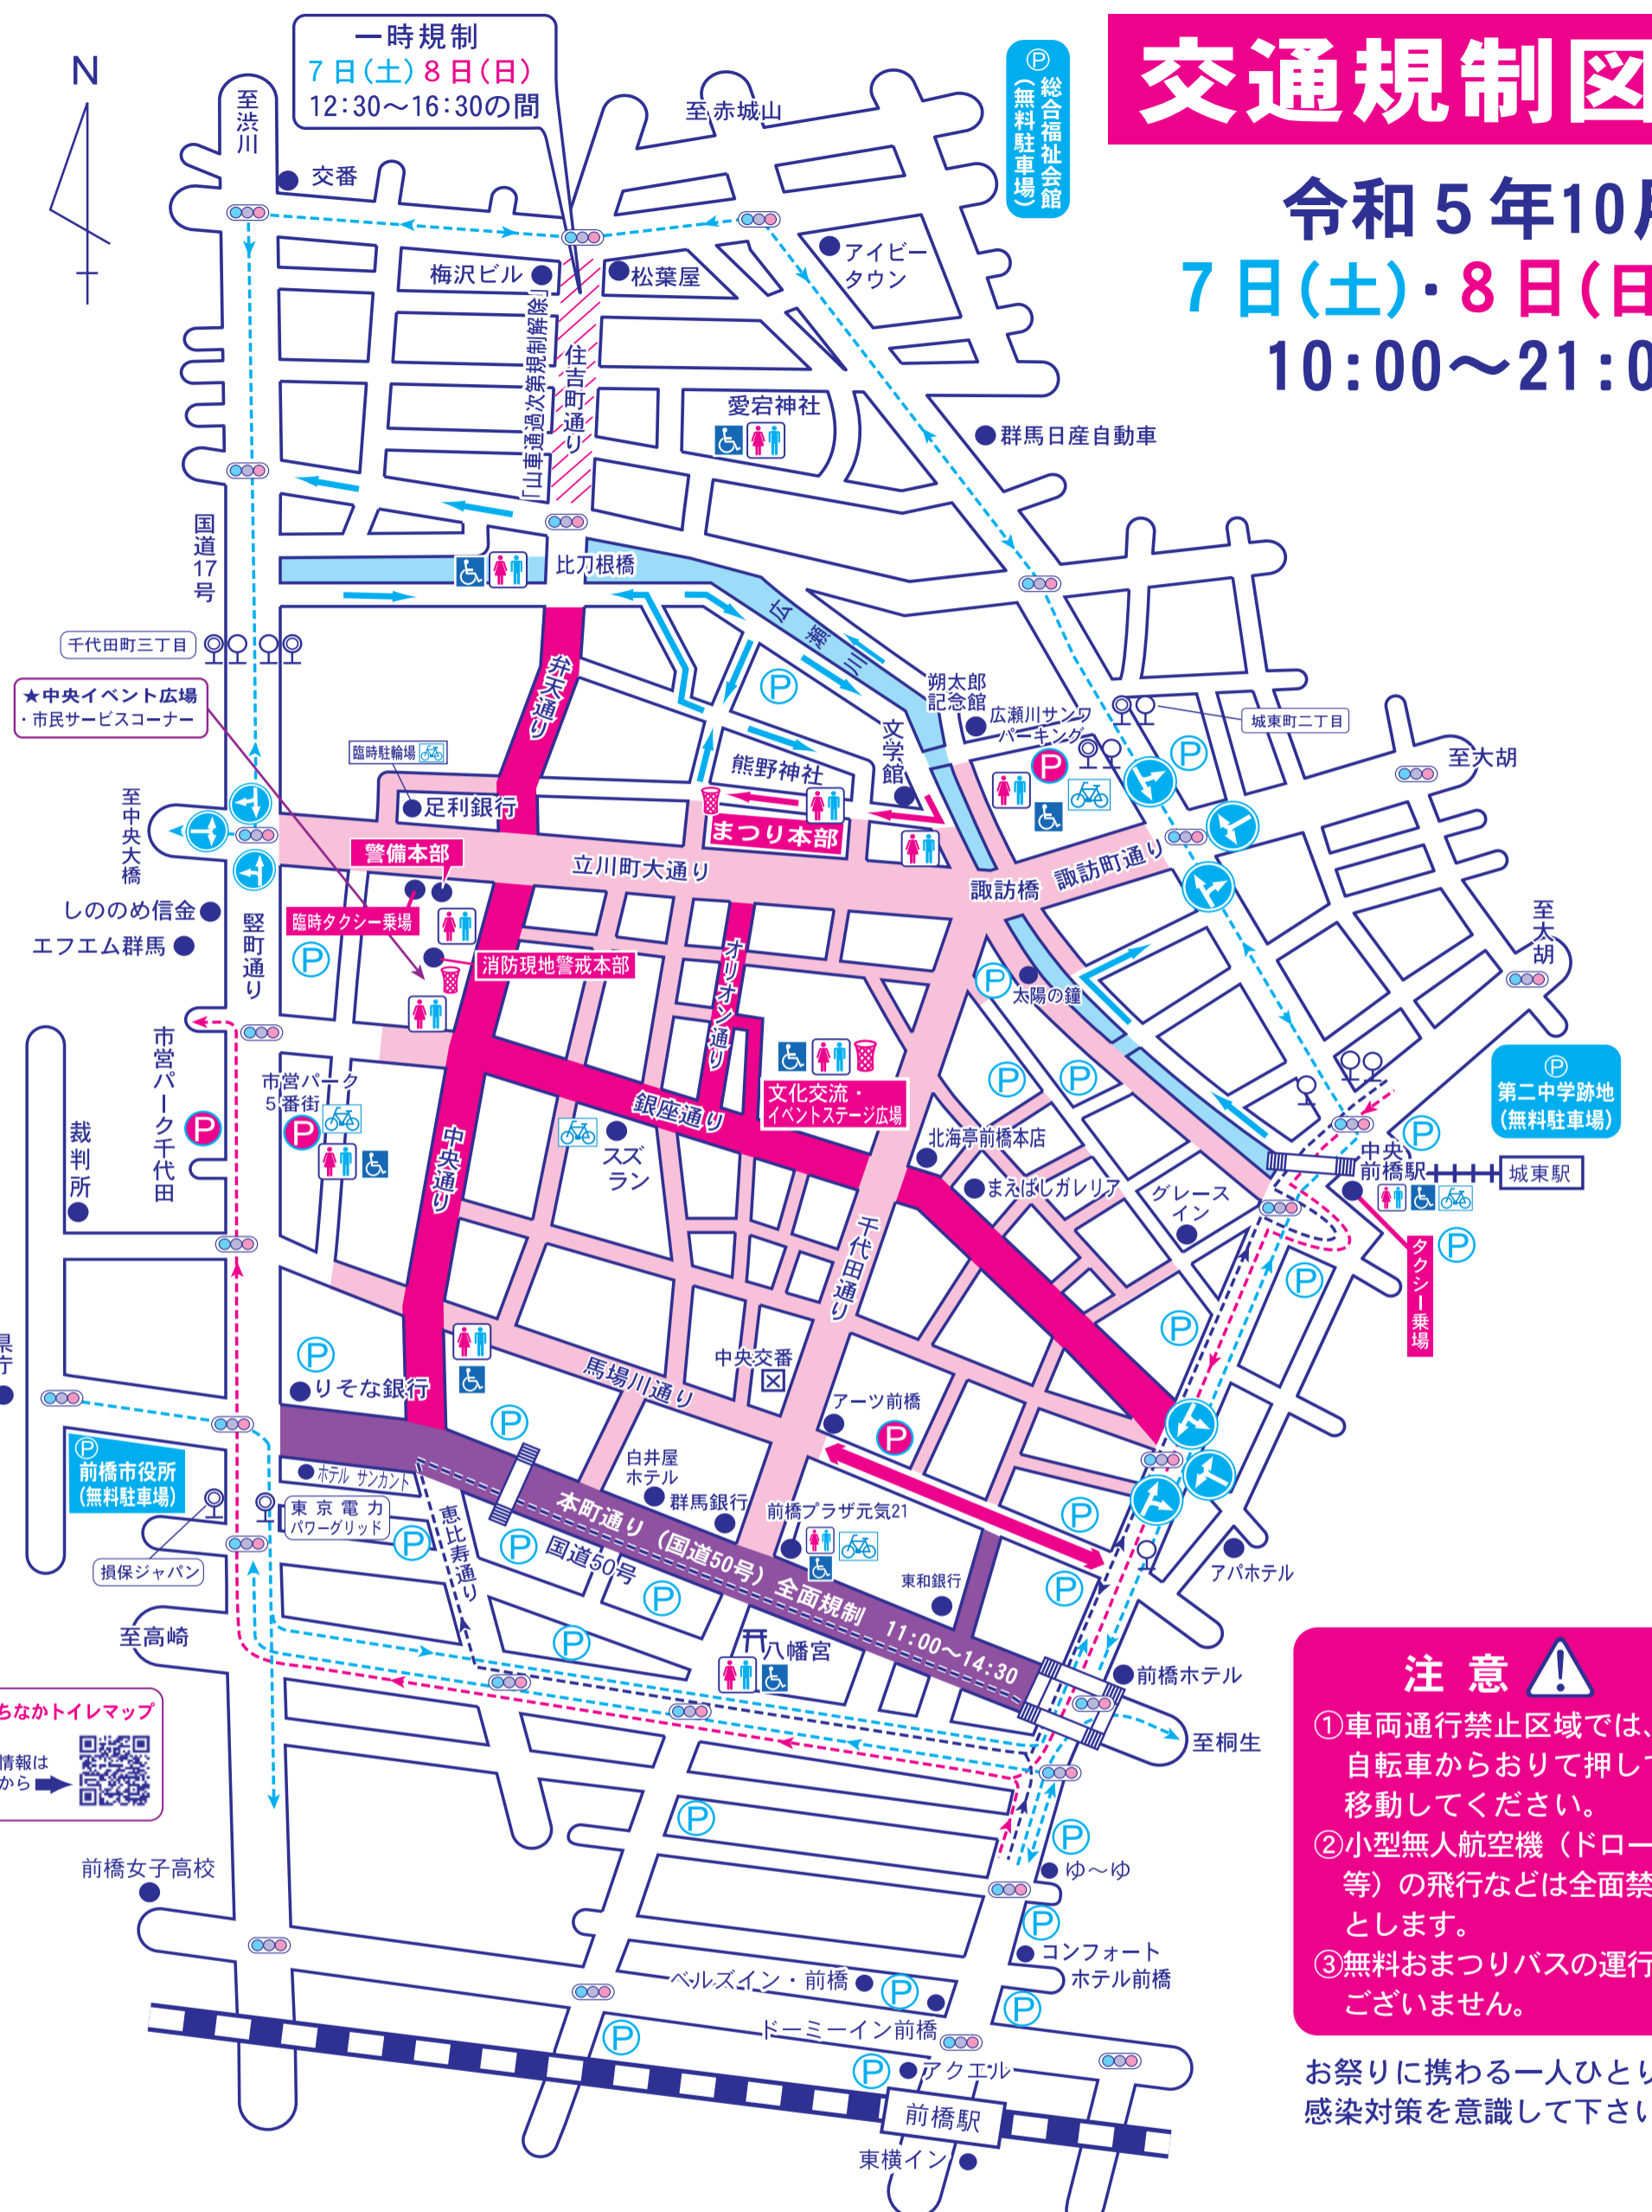 交通規制図
令和5年10月
7日(土)・8日(日
10:00～21:0
N
一時規制
7日(土) 8日(日)
12:30～16:30の間
至渋川
交番
至赤城山
Ⓟ総合福祉会館
(無料駐車場)
梅沢ビル
松葉屋
アイビー
タウン
「山車通過次第規制解除」
住吉町通り
愛宕神社
群馬日産自動車
国道17号
比刀根橋
広瀬川
千代田町三丁目
★中央イベント広場
・市民サービスコーナー
弁天通り
P
朔太郎
記念館
広瀬川サンワ
パーキング
P
城東町二丁目
P
至大胡
臨時駐輪場
足利銀行
熊野神社
文学館
まつり本部
至中央大橋
警備本部
立川町大通り
諏訪橋
諏訪町通り
臨時タクシー乗場
しののめ信金
エフエム群馬
竪町通り
P
消防現地警戒本部
オリオン通り
P
太陽の鐘
至大胡
市営パーク千代田
P
市営パーク
5番街
P
裁判所
中央通り
銀座通り
スズ
ラン
文化交流・
イベントステージ広場
P
P
北海亭前橋本店
まえばしガレリア
グレース
イン
Ⓟ
第二中学跡地
(無料駐車場)
P
中央
前橋駅
城東駅
P
タクシー乗場
P
P
千代田通り
県庁
P
りそな銀行
馬場川通り
中央交番
アーツ前橋
P
P
Ⓟ
前橋市役所
(無料駐車場)
ホテル サンカント
白井屋
ホテル
群馬銀行
前橋プラザ元気21
P
東京電力
パワーグリッド
P
恵比寿通り
P
国道50号
本町通り（国道50号）全面規制 11:00～14:30
損保ジャパン
P
東和銀行
P
アパホテル
至高崎
P
八幡宮
前橋ホテル
至桐生
ちなかトイレマップ
情報は
から
P
P
ゆ～ゆ
前橋女子高校
P
コンフォート
ホテル前橋
ベルズイン・前橋
P
P
ドーミーイン前橋
P
P
アクエル
前橋駅
東横イン
注意
①車両通行禁止区域では、
自転車からおりて押して
移動してください。
②小型無人航空機（ドロー
等）の飛行などは全面禁
とします。
③無料おまつりバスの運行
ございません。
お祭りに携わる一人ひとり
感染対策を意識して下さい